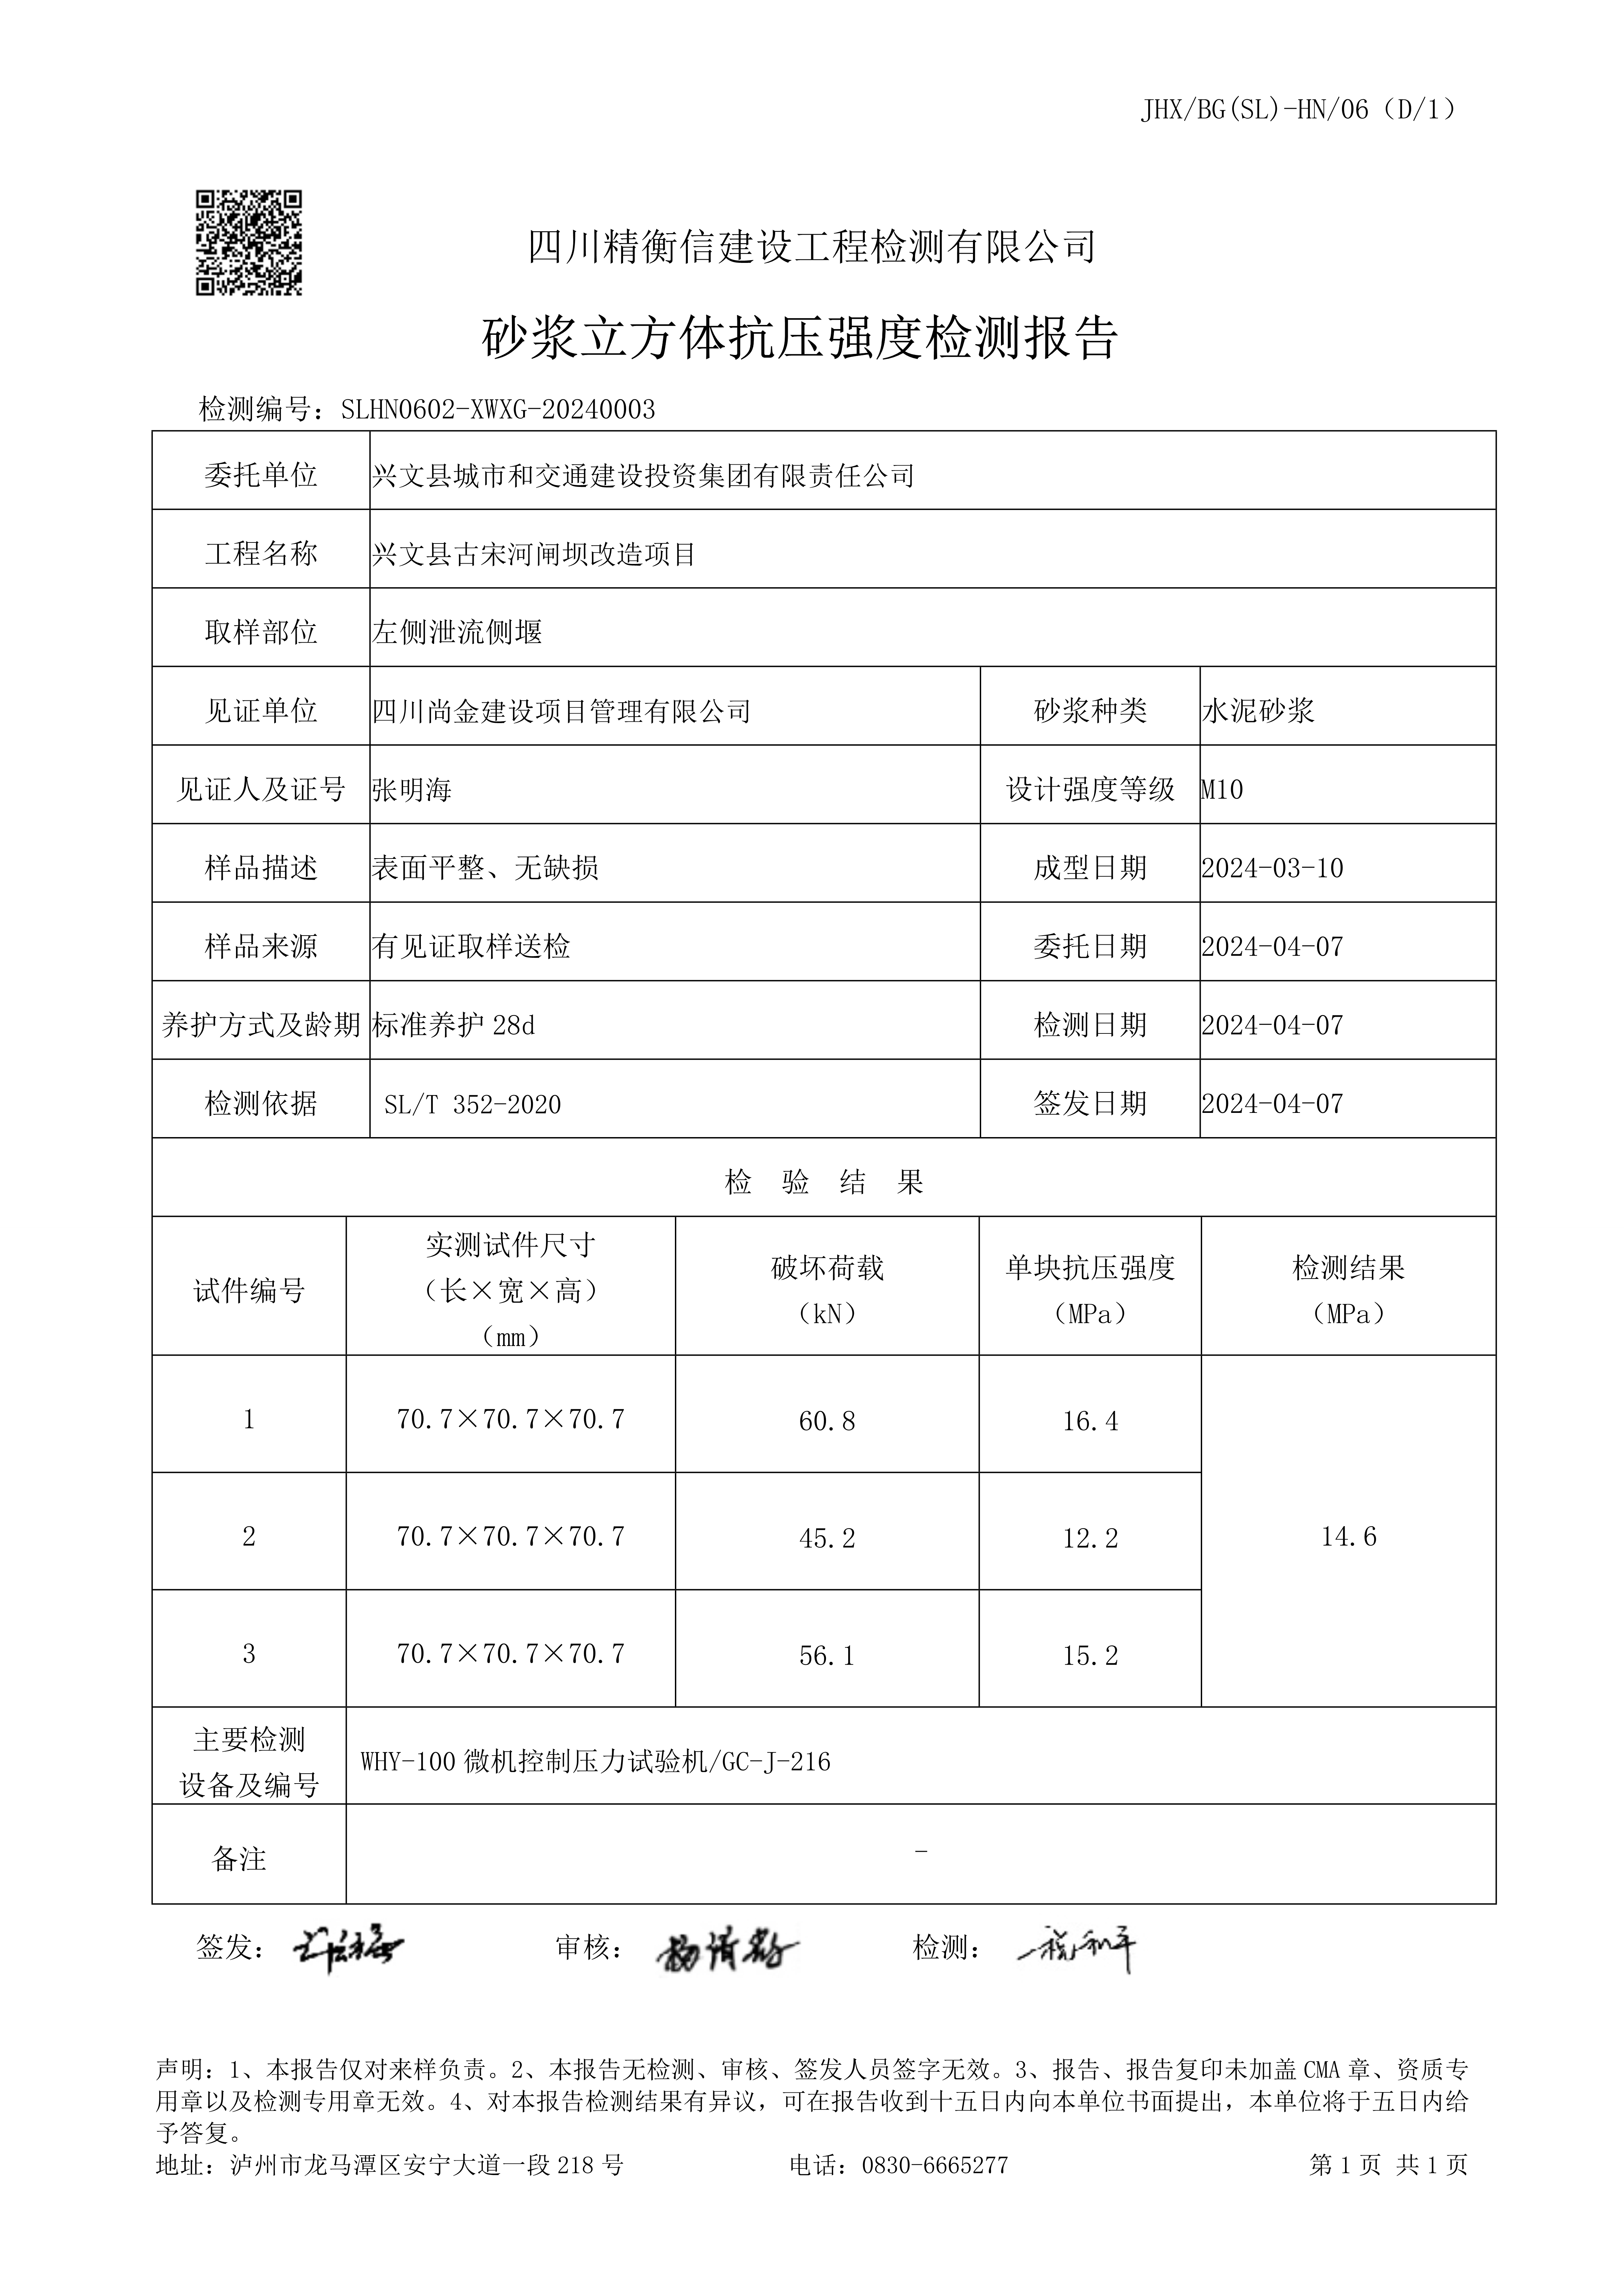 JHX/BG(SL)-HN/06（D/1）
四川精衡信建设工程检测有限公司
砂浆立方体抗压强度检测报告
检测编号：SLHN0602-XWXG-20240003
委托单位 兴文县城市和交通建设投资集团有限责任公司
工程名称 兴文县古宋河闸坝改造项目
取样部位 左侧泄流侧堰
见证单位 四川尚金建设项目管理有限公司 砂浆种类 水泥砂浆
见证人及证号 张明海 设计强度等级 M10
样品描述 表面平整、无缺损 成型日期 2024-03-10
样品来源 有见证取样送检 委托日期 2024-04-07
养护方式及龄期 标准养护 28d 检测日期 2024-04-07
检测依据 SL/T 352-2020 签发日期 2024-04-07
检 验 结 果
试件编号 实测试件尺寸（长×宽×高）（mm） 破坏荷载（kN） 单块抗压强度（MPa） 检测结果（MPa）
1 70.7×70.7×70.7 60.8 16.4
2 70.7×70.7×70.7 45.2 12.2 14.6
3 70.7×70.7×70.7 56.1 15.2
主要检测
设备及编号 WHY-100 微机控制压力试验机/GC-J-216
备注 -
签发： 审核： 检测：
声明：1、本报告仅对来样负责。2、本报告无检测、审核、签发人员签字无效。3、报告、报告复印未加盖 CMA 章、资质专
用章以及检测专用章无效。4、对本报告检测结果有异议，可在报告收到十五日内向本单位书面提出，本单位将于五日内给
予答复。
地址：泸州市龙马潭区安宁大道一段 218 号 电话：0830-6665277 第 1 页 共 1 页